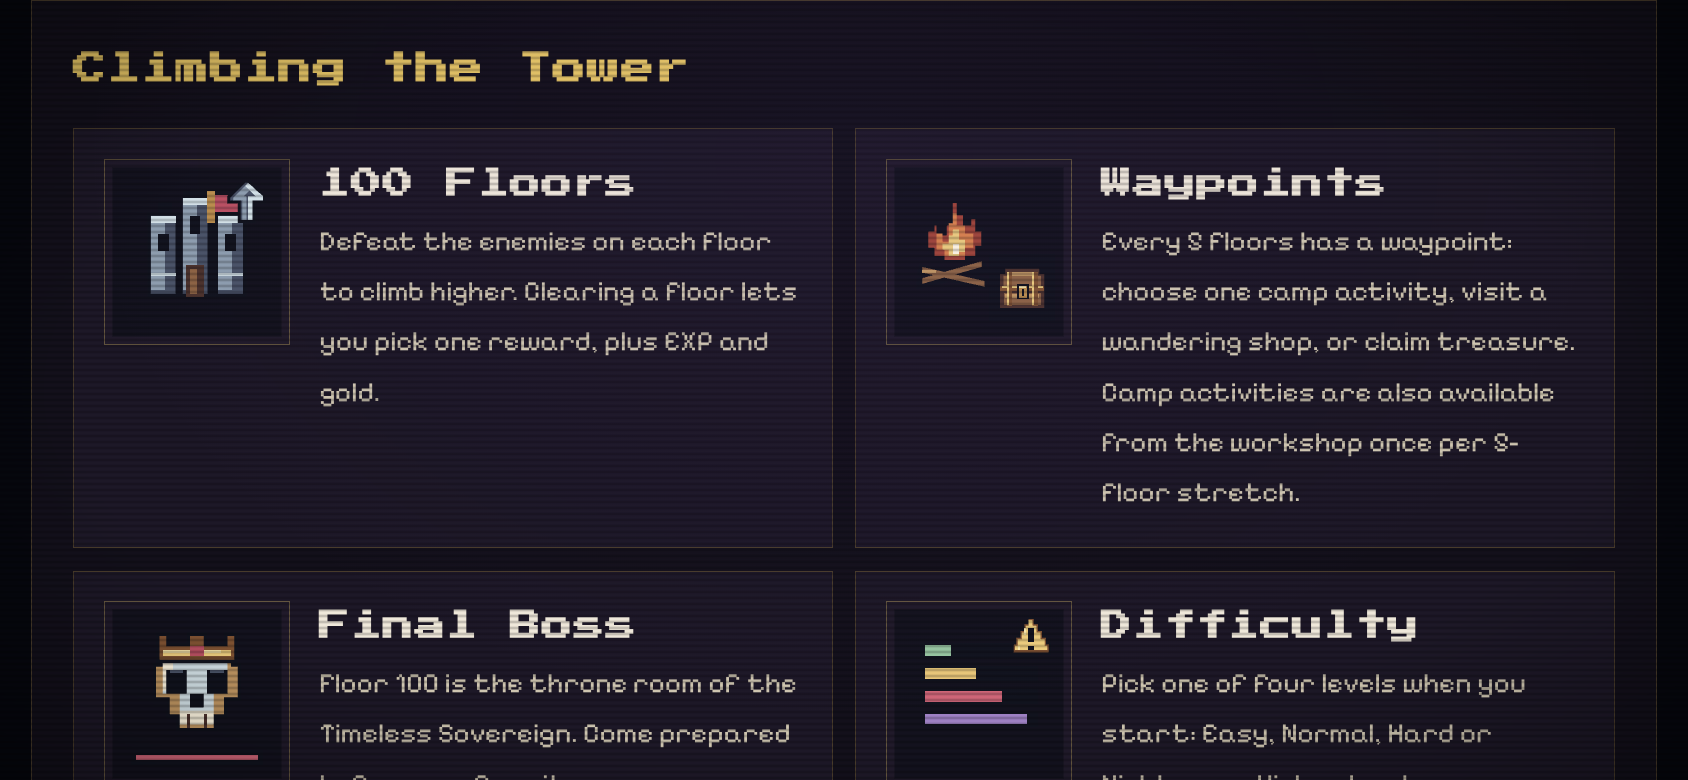 Climbing the Tower
100 Floors
Defeat the enemies on each floor
to climb higher. Clearing a floor lets
you pick one reward, plus EXP and
gold.
Waypoints
Every 5 floors has a waypoint:
choose one camp activity, visit a
wandering shop, or claim treasure.
Camp activities are also available
from the workshop once per 5-
floor stretch.
Final Boss
Floor 100 is the throne room of the
Timeless Sovereign. Come prepared
Difficulty
Pick one of four levels when you
start: Easy, Normal, Hard or